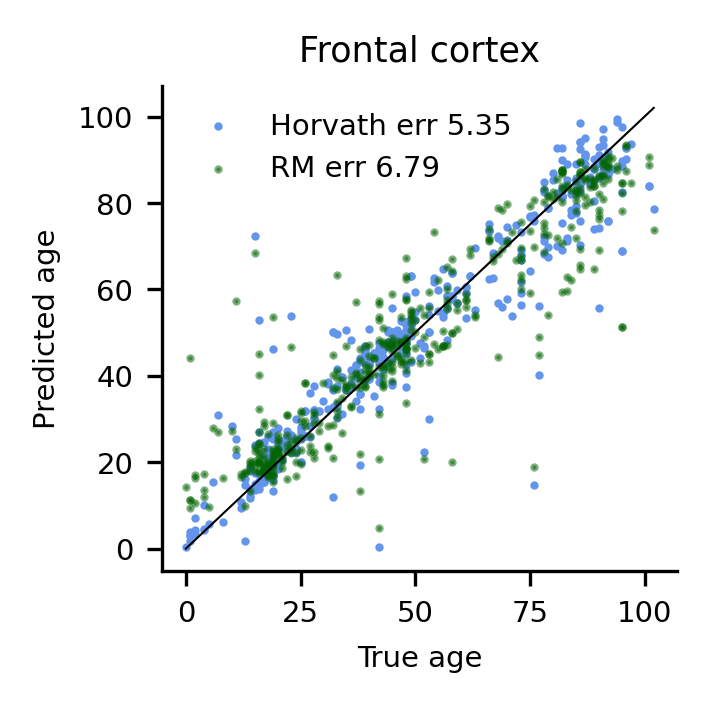 Frontal cortex
Horvath err 5.35
RM err 6.79
Predicted age
100
80
60
40
20
0
0 25 50 75 100
True age